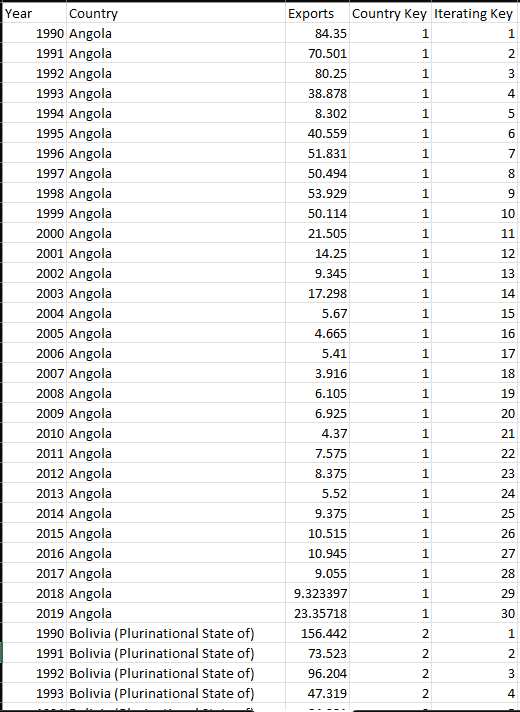 Year Country Exports Country Key Iterating Key
1990 Angola 84.35 1 1
1991 Angola 70.501 1 2
1992 Angola 80.25 1 3
1993 Angola 38.878 1 4
1994 Angola 8.302 1 5
1995 Angola 40.559 1 6
1996 Angola 51.831 1 7
1997 Angola 50.494 1 8
1998 Angola 53.929 1 9
1999 Angola 50.114 1 10
2000 Angola 21.505 1 11
2001 Angola 14.25 1 12
2002 Angola 9.345 1 13
2003 Angola 17.298 1 14
2004 Angola 5.67 1 15
2005 Angola 4.665 1 16
2006 Angola 5.41 1 17
2007 Angola 3.916 1 18
2008 Angola 6.105 1 19
2009 Angola 6.925 1 20
2010 Angola 4.37 1 21
2011 Angola 7.575 1 22
2012 Angola 8.375 1 23
2013 Angola 5.52 1 24
2014 Angola 9.375 1 25
2015 Angola 10.515 1 26
2016 Angola 10.945 1 27
2017 Angola 9.055 1 28
2018 Angola 9.323397 1 29
2019 Angola 23.35718 1 30
1990 Bolivia (Plurinational State of) 156.442 2 1
1991 Bolivia (Plurinational State of) 73.523 2 2
1992 Bolivia (Plurinational State of) 96.204 2 3
1993 Bolivia (Plurinational State of) 47.319 2 4